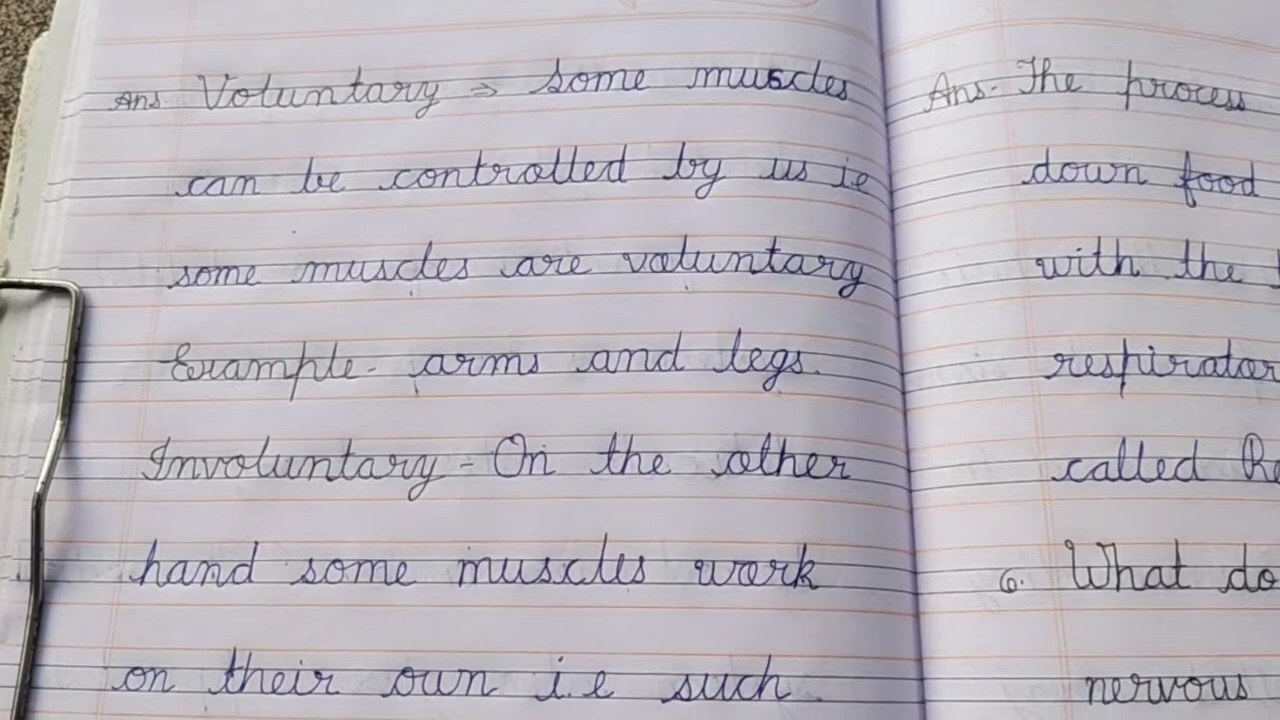 Ans Voluntary ⇒ some muscles
can be controlled by us i.e
some muscles are voluntary
Example - arms and legs.
Involuntary - On the other
hand some muscles work
on their own i.e such
Ans. The process
down food
with the
respirator
called Re
6. What do
nervous